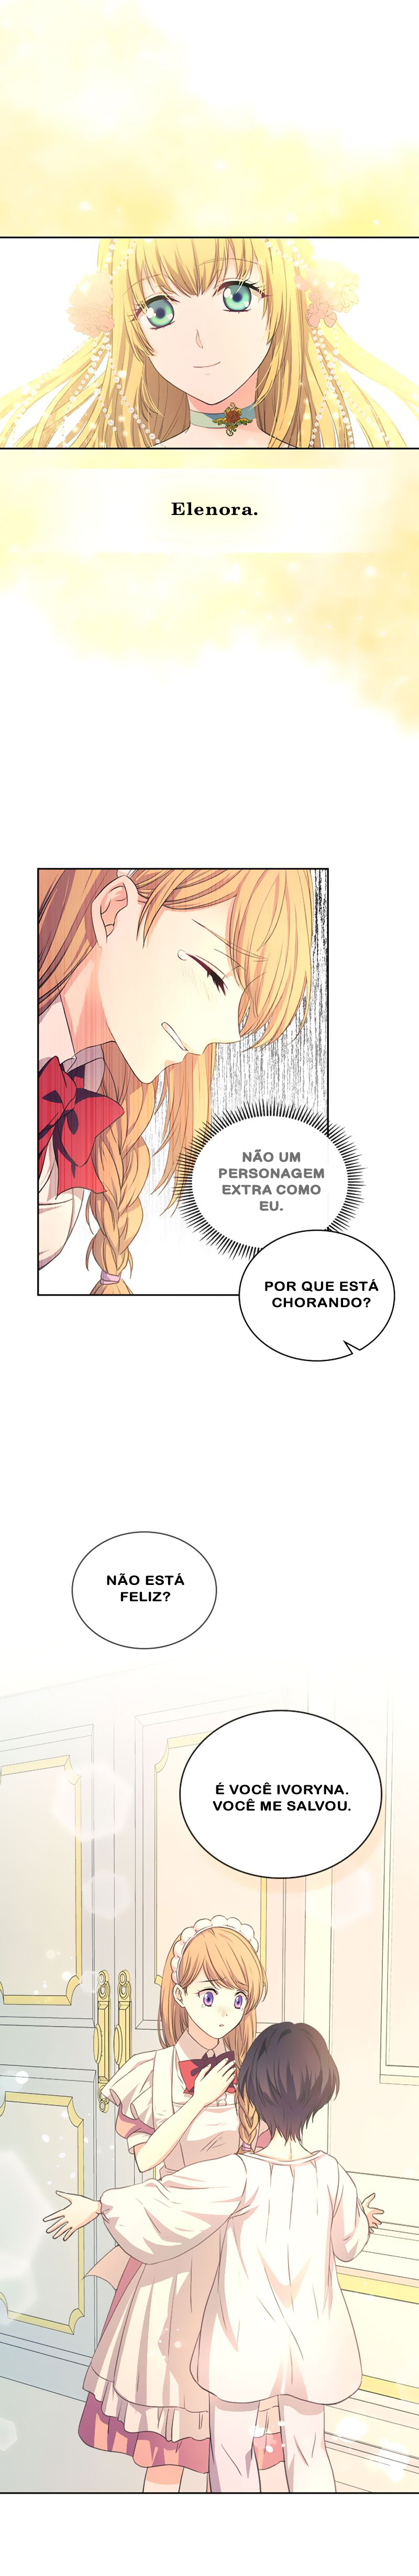 Elenora.
NÃO UM
PERSONAGEM
EXTRA COMO
EU.
POR QUE ESTÁ
CHORANDO?
NÃO ESTÁ
FELIZ?
É VOCÊ IVORYNA.
VOCÊ ME SALVOU.